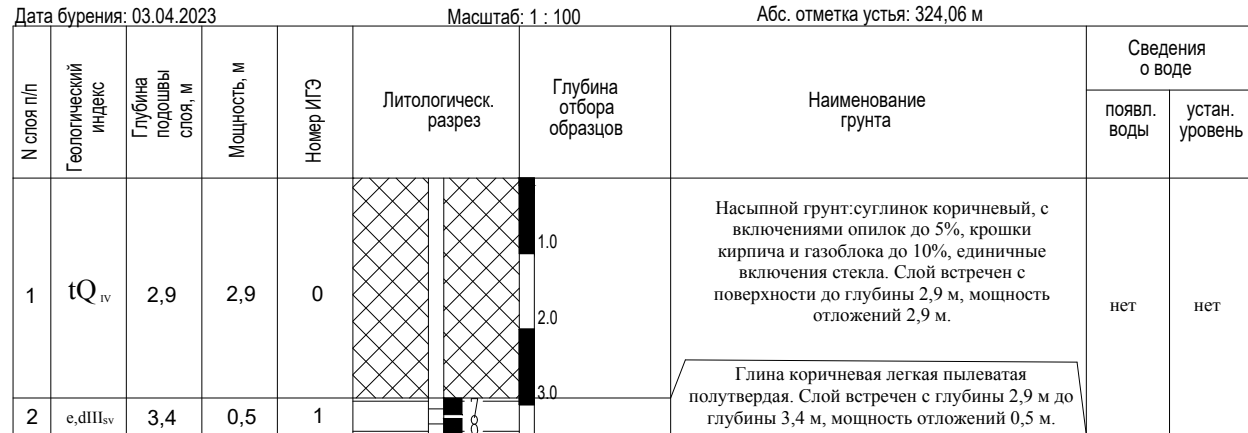 Дата бурения: 03.04.2023 Масштаб: 1 : 100 Абс. отметка устья: 324,06 м
N слоя п/п
Геологический
индекс
Глубина
подошвы
слоя, м
Мощность, м
Номер ИГЭ
Литологическ.
разрез
Глубина
отбора
образцов
Наименование
грунта
Сведения
о воде
появл.
воды
устан.
уровень
1 tQ IV 2,9 2,9 0
1.0
2.0
3.0
Насыпной грунт:суглинок коричневый, с
включениями опилок до 5%, крошки
кирпича и газоблока до 10%, единичные
включения стекла. Слой встречен с
поверхности до глубины 2,9 м, мощность
отложений 2,9 м.
нет нет
2 e,dIIIsv 3,4 0,5 1
7
8
Глина коричневая легкая пылеватая
полутвердая. Слой встречен с глубины 2,9 м до
глубины 3,4 м, мощность отложений 0,5 м.